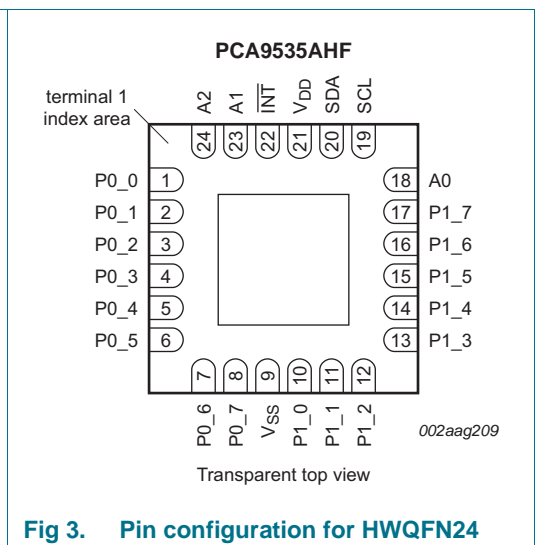 PCA9535AHF
terminal 1
index area
A2 A1 INT VDD SDA SCL
24 23 22 21 20 19
P0_0 1 18 A0
P0_1 2 17 P1_7
P0_2 3 16 P1_6
P0_3 4 15 P1_5
P0_4 5 14 P1_4
P0_5 6 13 P1_3
7 8 9 10 11 12
P0_6 P0_7 VSS P1_0 P1_1 P1_2
002aag209
Transparent top view
Fig 3. Pin configuration for HWQFN24